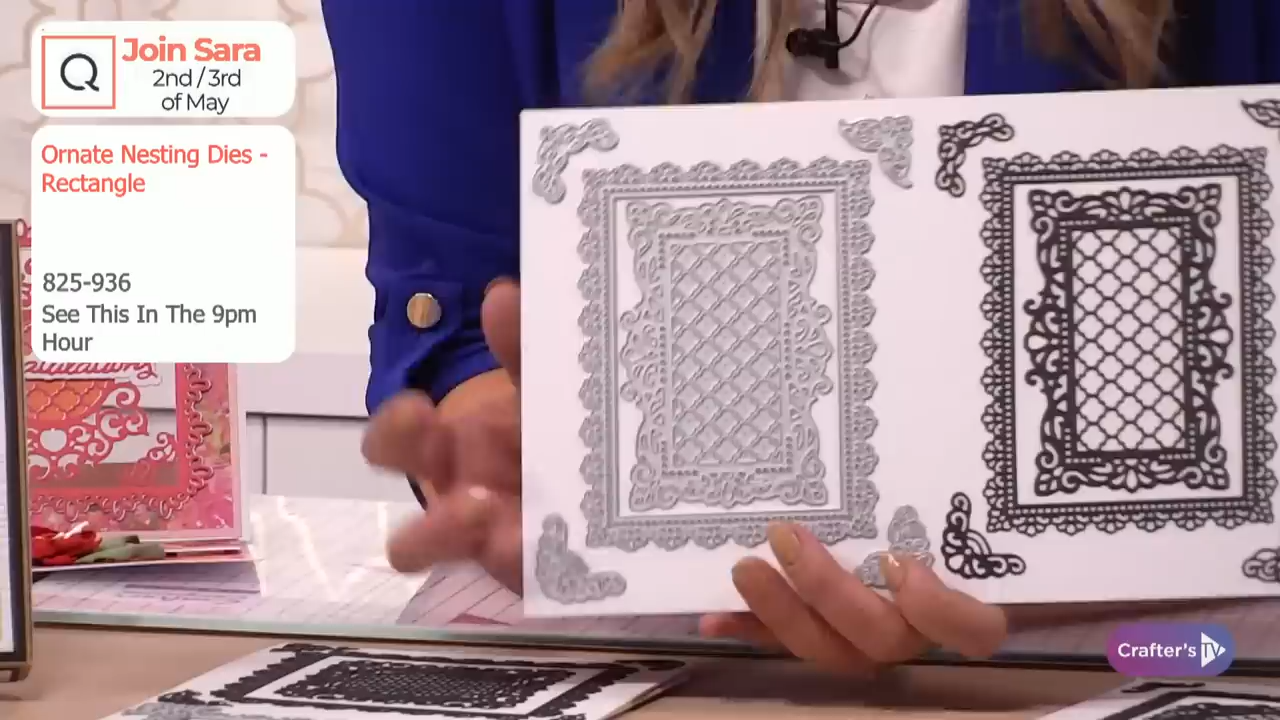 Q
Join Sara
2nd / 3rd
of May
Ornate Nesting Dies -
Rectangle
825-936
See This In The 9pm
Hour
Crafter's TV